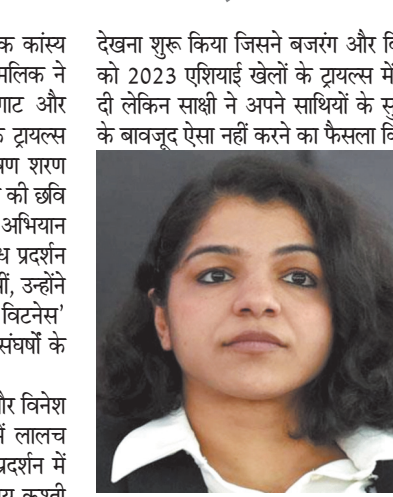 क कांस्य
मलिक ने
गाट और
ट्रायल्स
षण शरण
की छवि
अभियान
ध प्रदर्शन
उन्होंने
विटनेस'
संघर्षों के
और विनेश
में लालच
प्रदर्शन में
देखना शुरू किया जिसने बजरंग और वि
को 2023 एशियाई खेलों के ट्रायल्स में
दी लेकिन साक्षी ने अपने साथियों के सु
के बावजूद ऐसा नहीं करने का फैसला कि